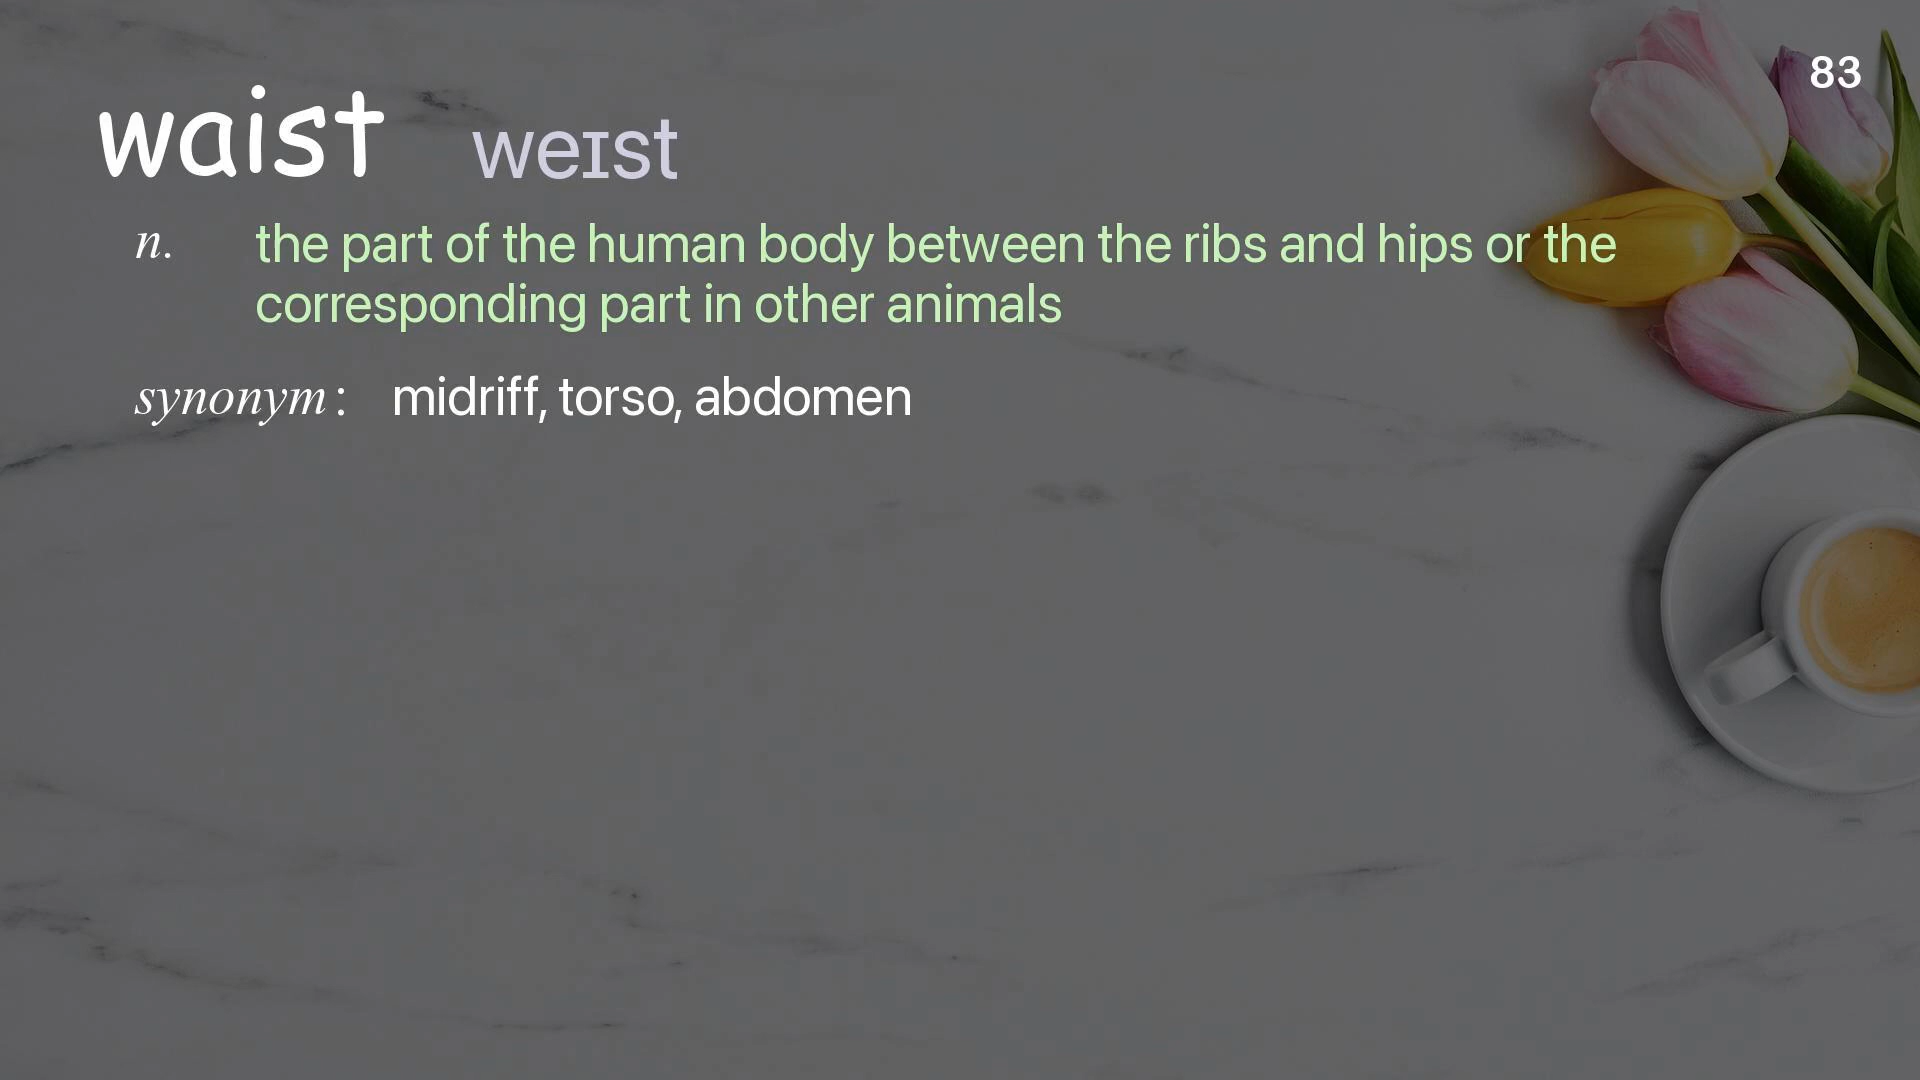 83
waist weɪst
n. the part of the human body between the ribs and hips or the
corresponding part in other animals
synonym: midriff, torso, abdomen